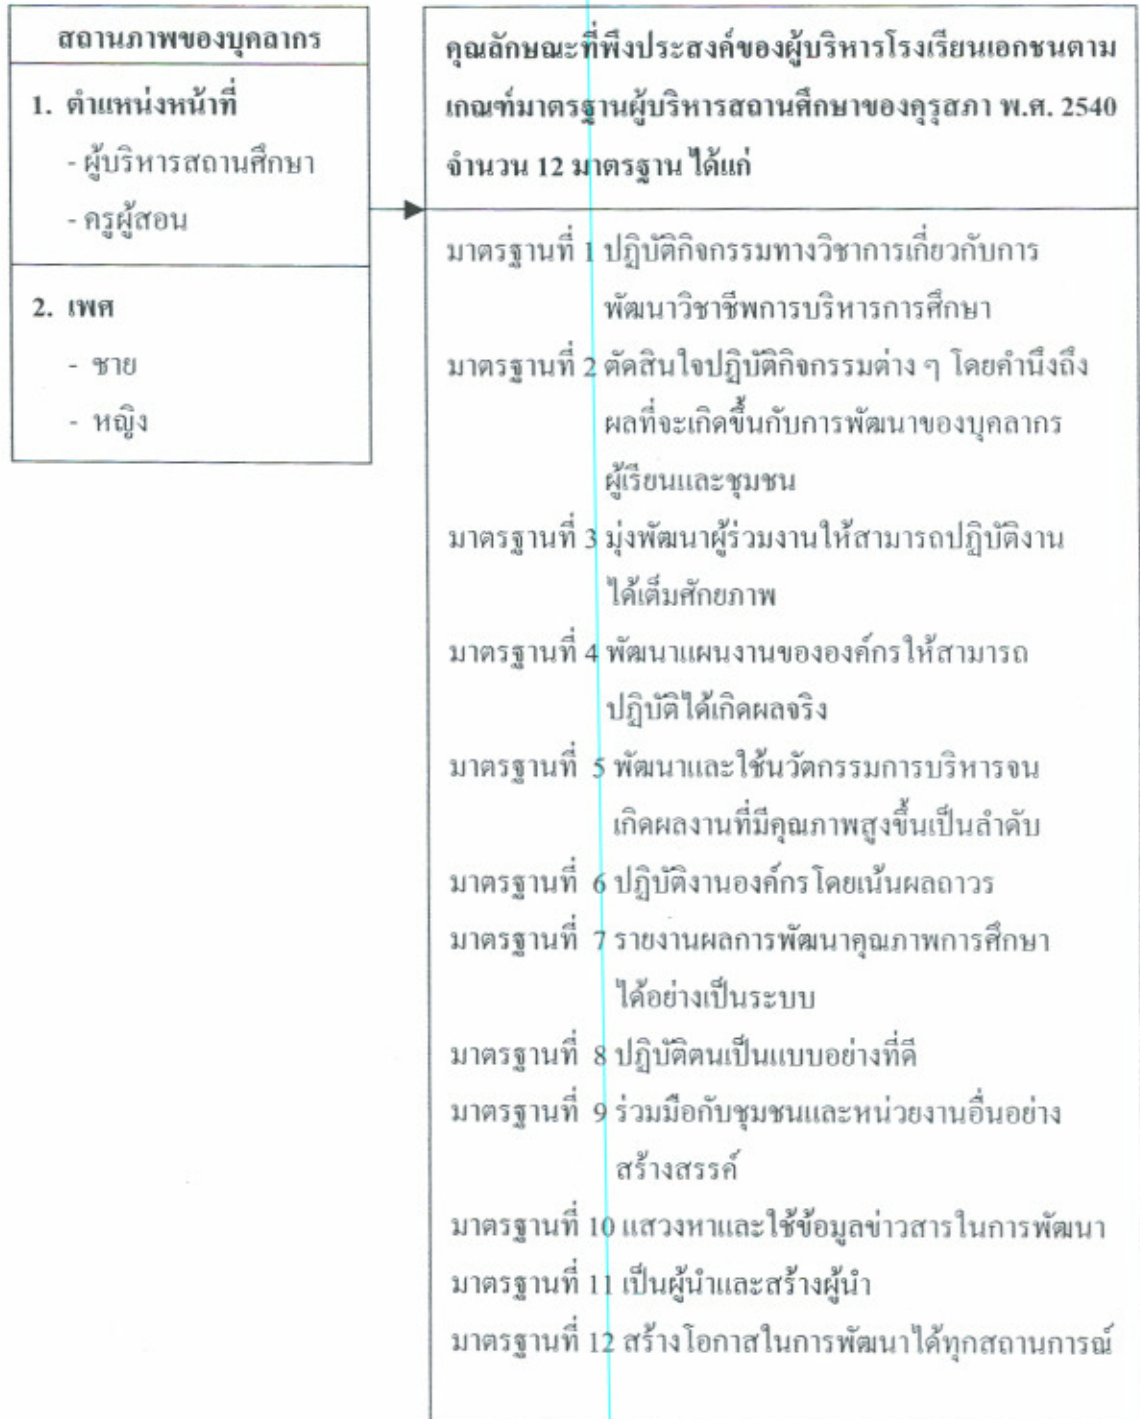 สถานภาพของบุคลากร
1. ตำแหน่งหน้าที่
- ผู้บริหารสถานศึกษา
- ครูผู้สอน
2. เพศ
- ชาย
- หญิง
คุณลักษณะที่พึงประสงค์ของผู้บริหารโรงเรียนเอกชนตาม
เกณฑ์มาตรฐานผู้บริหารสถานศึกษาของคุรุสภา พ.ศ. 2540
จำนวน 12 มาตรฐาน ได้แก่
มาตรฐานที่ 1 ปฏิบัติกิจกรรมทางวิชาการเกี่ยวกับการ
พัฒนาวิชาชีพการบริหารการศึกษา
มาตรฐานที่ 2 ตัดสินใจปฏิบัติกิจกรรมต่าง ๆ โดยคำนึงถึง
ผลที่จะเกิดขึ้นกับการพัฒนาของบุคลากร
ผู้เรียนและชุมชน
มาตรฐานที่ 3 มุ่งพัฒนาผู้ร่วมงานให้สามารถปฏิบัติงาน
ได้เต็มศักยภาพ
มาตรฐานที่ 4 พัฒนาแผนงานขององค์กรให้สามารถ
ปฏิบัติได้เกิดผลจริง
มาตรฐานที่ 5 พัฒนาและใช้นวัตกรรมการบริหารจน
เกิดผลงานที่มีคุณภาพสูงขึ้นเป็นลำดับ
มาตรฐานที่ 6 ปฏิบัติงานองค์กรโดยเน้นผลถาวร
มาตรฐานที่ 7 รายงานผลการพัฒนาคุณภาพการศึกษา
ได้อย่างเป็นระบบ
มาตรฐานที่ 8 ปฏิบัติตนเป็นแบบอย่างที่ดี
มาตรฐานที่ 9 ร่วมมือกับชุมชนและหน่วยงานอื่นอย่าง
สร้างสรรค์
มาตรฐานที่ 10 แสวงหาและใช้ข้อมูลข่าวสารในการพัฒนา
มาตรฐานที่ 11 เป็นผู้นำและสร้างผู้นำ
มาตรฐานที่ 12 สร้างโอกาสในการพัฒนาได้ทุกสถานการณ์